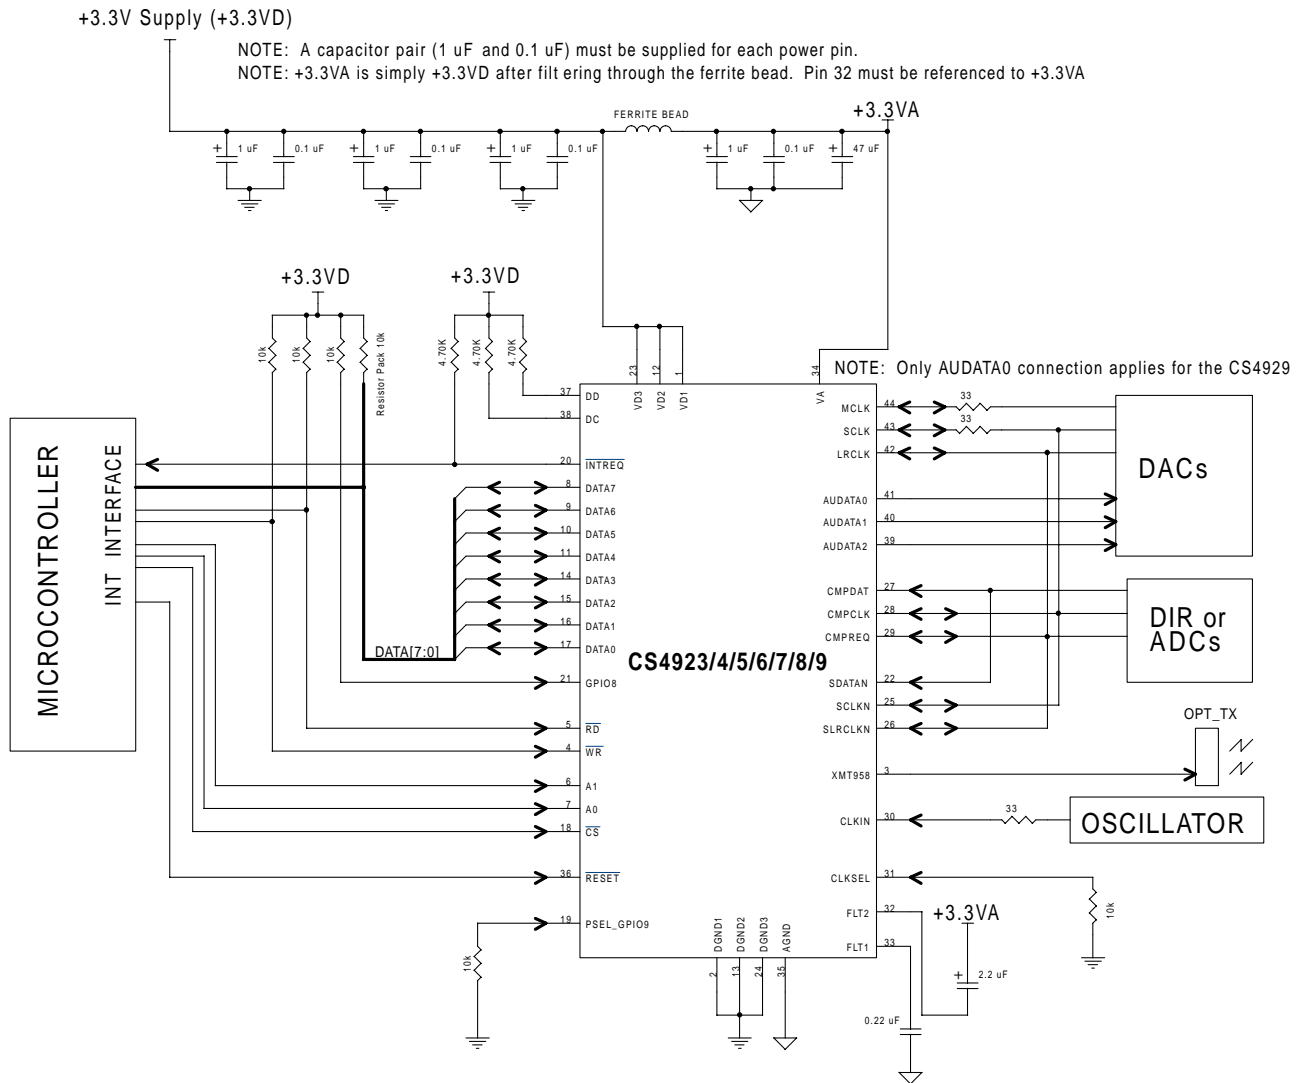 +3.3V Supply (+3.3VD)
NOTE: A capacitor pair (1 uF and 0.1 uF) must be supplied for each power pin.
NOTE: +3.3VA is simply +3.3VD after filt ering through the ferrite bead. Pin 32 must be referenced to +3.3VA
FERRITE BEAD
+3.3VA
+ 1 uF
0.1 uF
+ 1 uF
0.1 uF
+ 1 uF
0.1 uF
+ 1 uF
0.1 uF
+ 47 uF
+3.3VD
+3.3VD
10k
10k
10k
Resistor Pack 10k
4.70K
4.70K
4.70K
23
12
1
34
VD3
VD2
VD1
VA
NOTE: Only AUDATA0 connection applies for the CS4929
MICROCONTROLLER
INT INTERFACE
DATA[7:0]
37 DD
38 DC
20 INTREQ
8 DATA7
9 DATA6
10 DATA5
11 DATA4
14 DATA3
15 DATA2
16 DATA1
17 DATA0
21 GPIO8
5 RD
4 WR
6 A1
7 A0
18 CS
36 RESET
19 PSEL_GPIO9
10k
CS4923/4/5/6/7/8/9
MCLK 44
33
SCLK 43
33
LRCLK 42
AUDATA0 41
AUDATA1 40
AUDATA2 39
DACs
CMPDAT 27
CMPCLK 28
CMPREQ 29
DIR or
ADCs
SDATAN 22
SCLKN 25
SLRCLKN 26
OPT_TX
XMT958 3
CLKIN 30
33
OSCILLATOR
CLKSEL 31
10k
FLT2 32
+3.3VA
FLT1 33
+ 2.2 uF
0.22 uF
DGND1
DGND2
DGND3
AGND
2
13
24
35